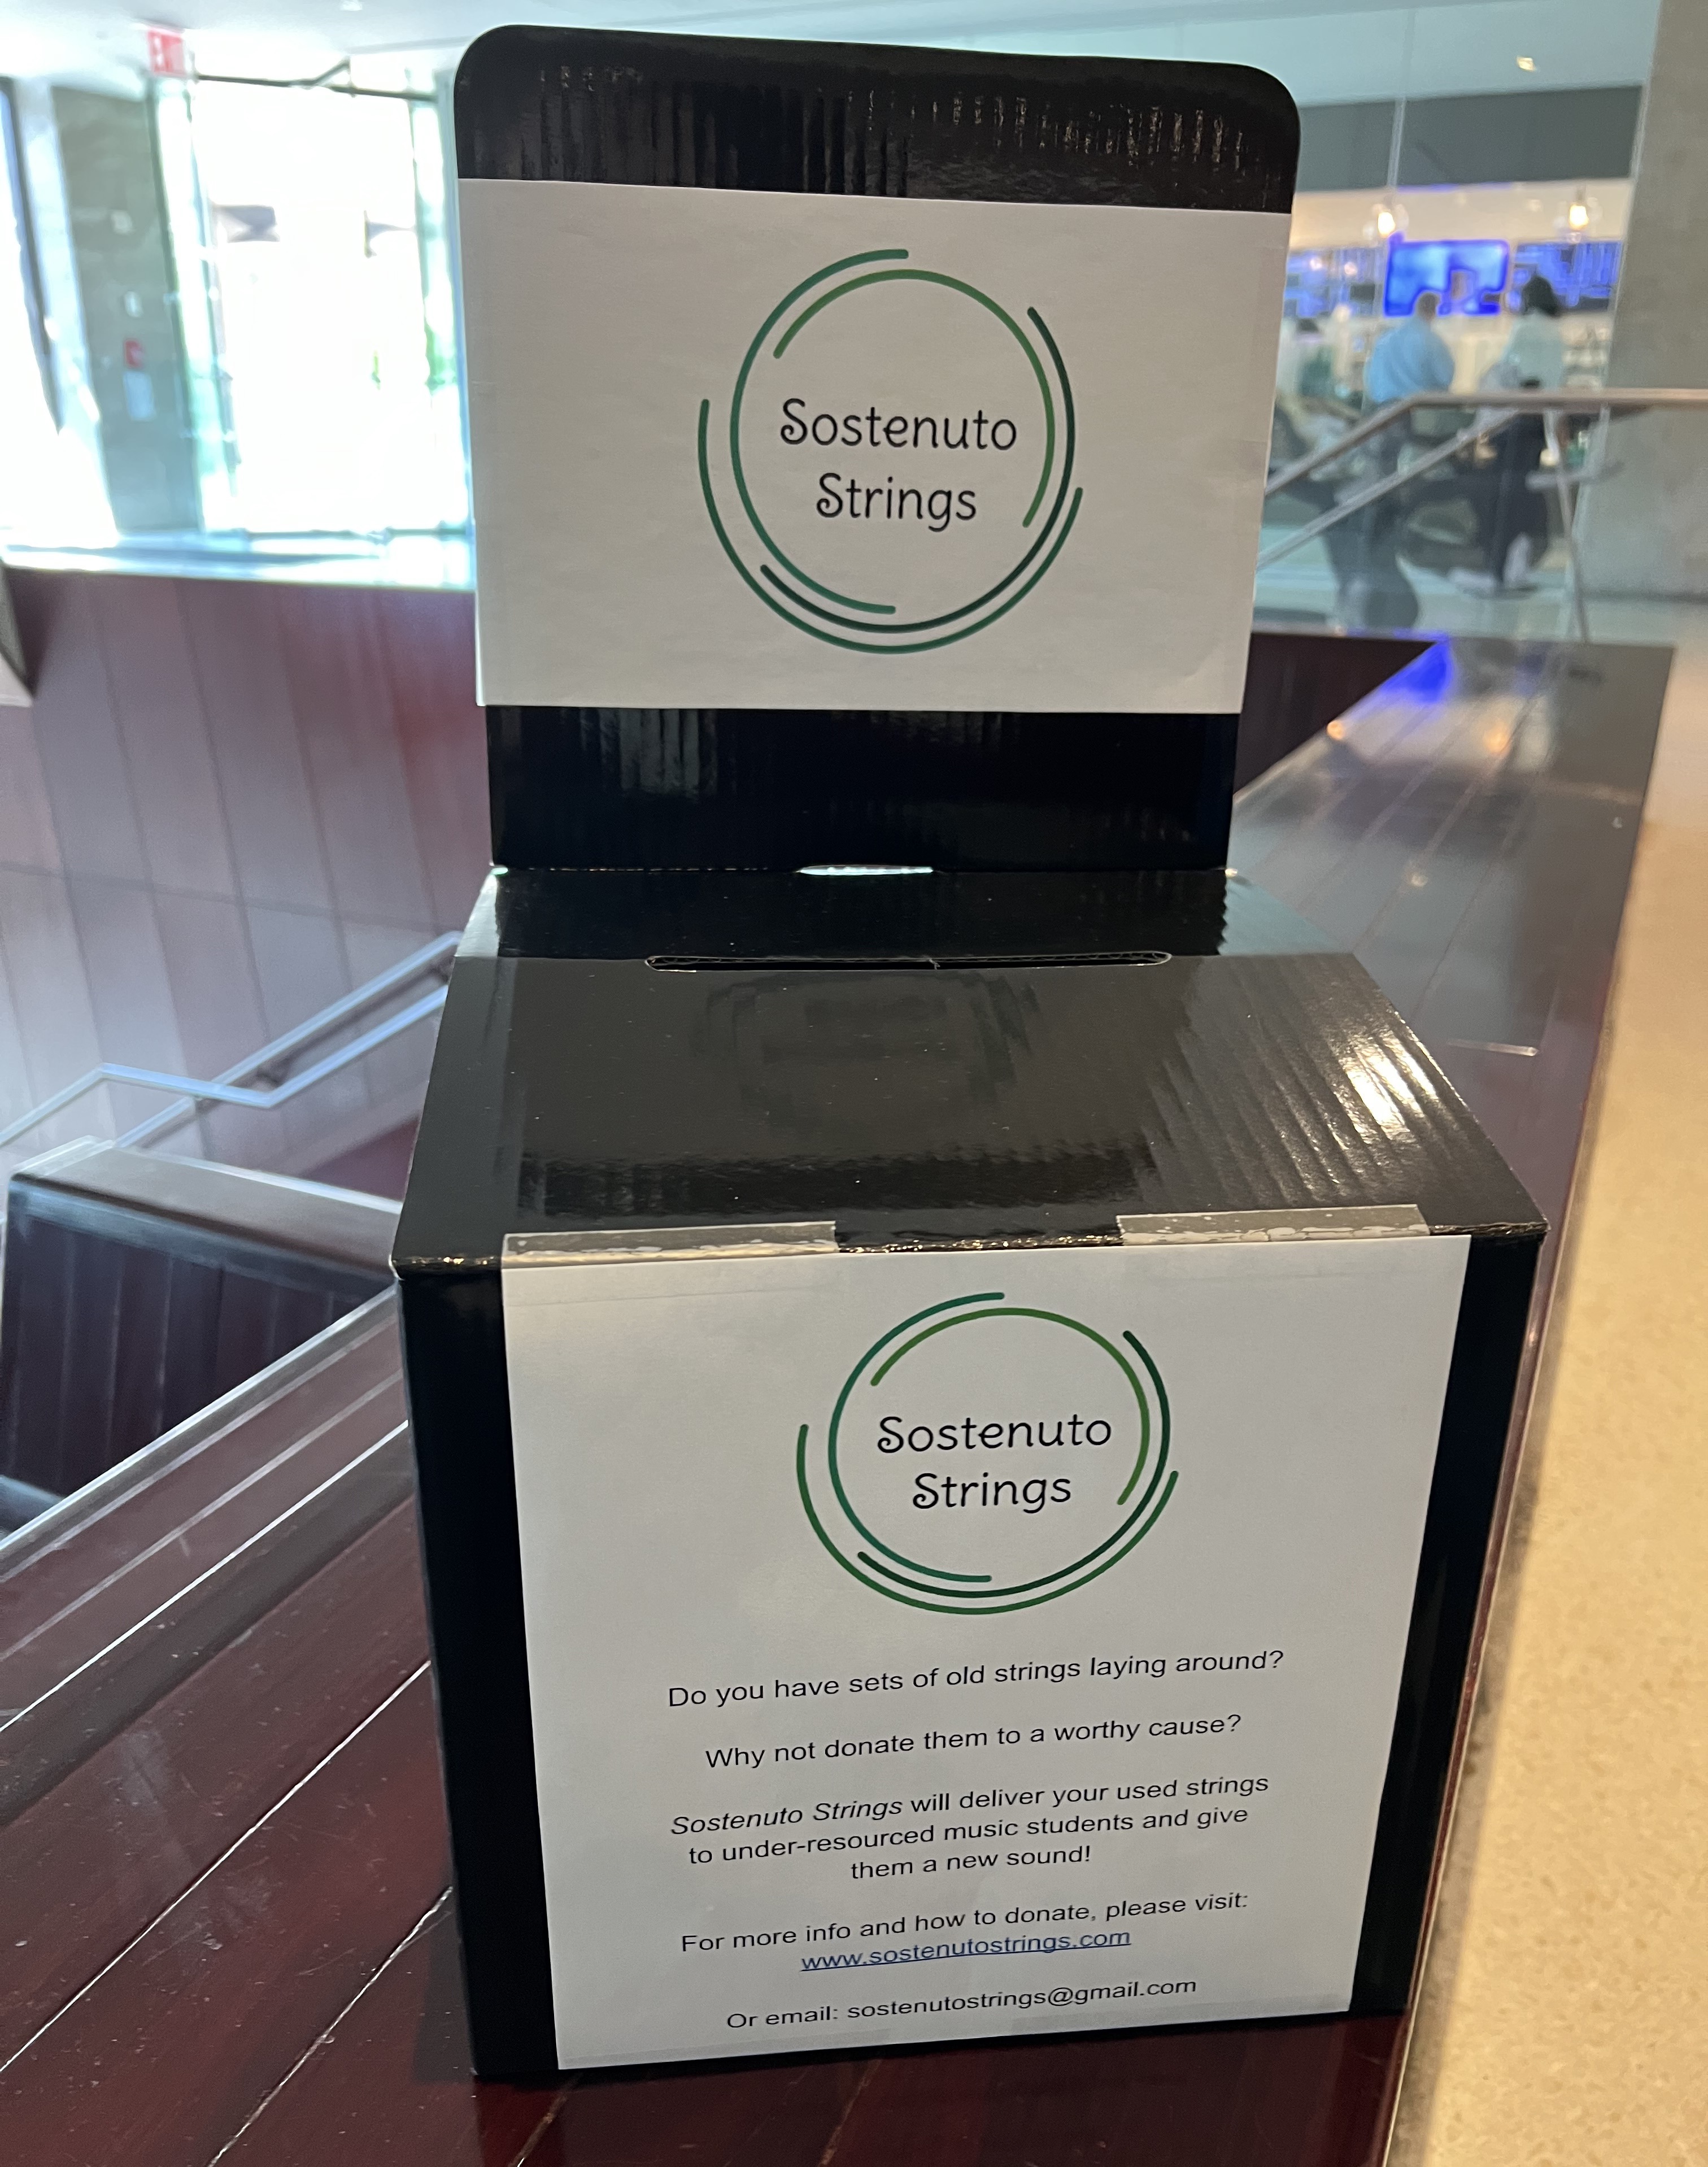 EXIT
Sostenuto
Strings
Sostenuto
Strings
Do you have sets of old strings laying around?
Why not donate them to a worthy cause?
Sostenuto Strings will deliver your used strings
to under-resourced music students and give
them a new sound!
For more info and how to donate, please visit:
www.sostenutostrings.com
Or email: sostenutostrings@gmail.com